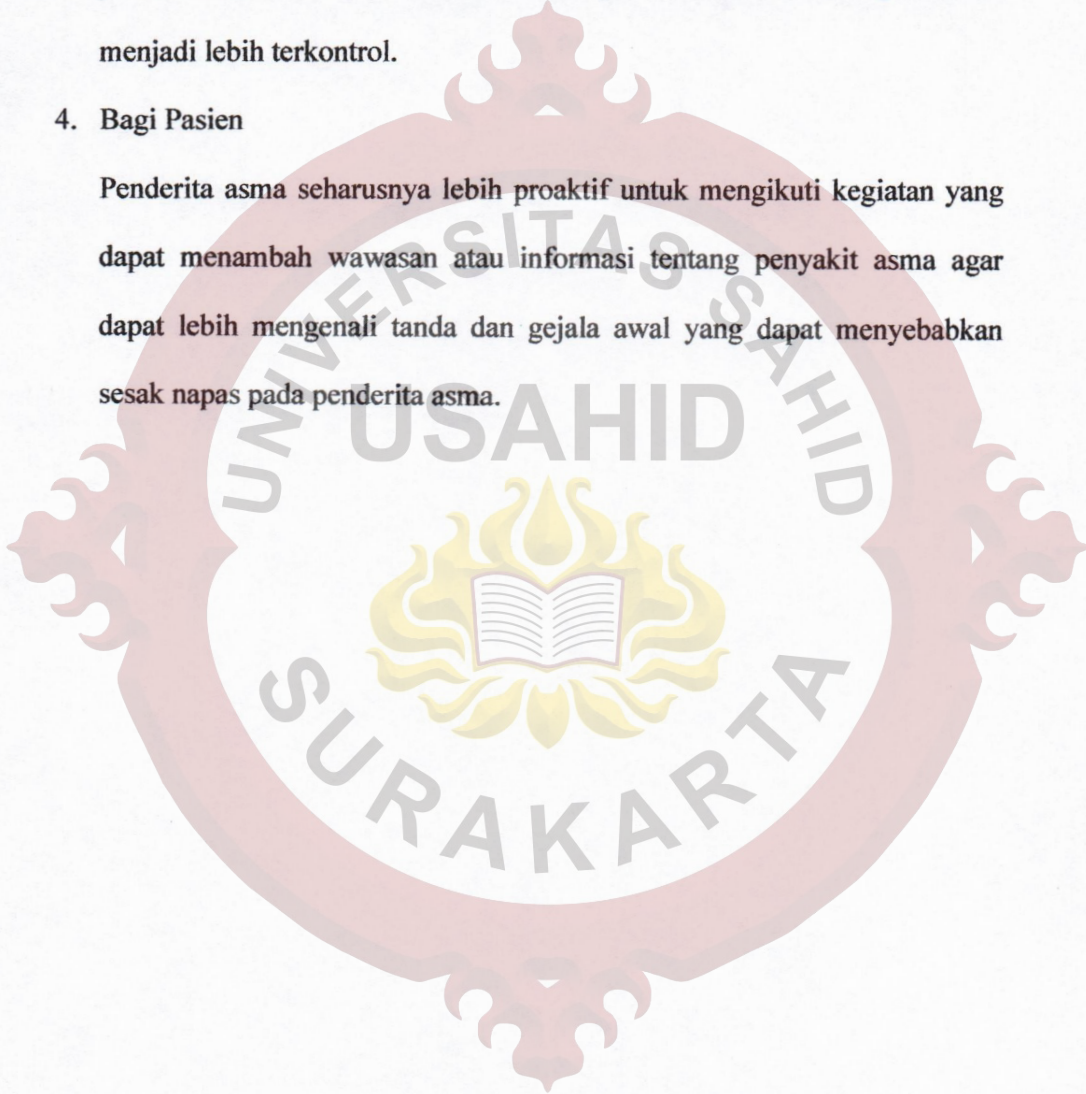 menjadi lebih terkontrol.
4. Bagi Pasien
Penderita asma seharusnya lebih proaktif untuk mengikuti kegiatan yang
dapat menambah wawasan atau informasi tentang penyakit asma agar
dapat lebih mengenali tanda dan gejala awal yang dapat menyebabkan
sesak napas pada penderita asma.
UNIVERSITAS SAHID
USAHID
SURAKARTA